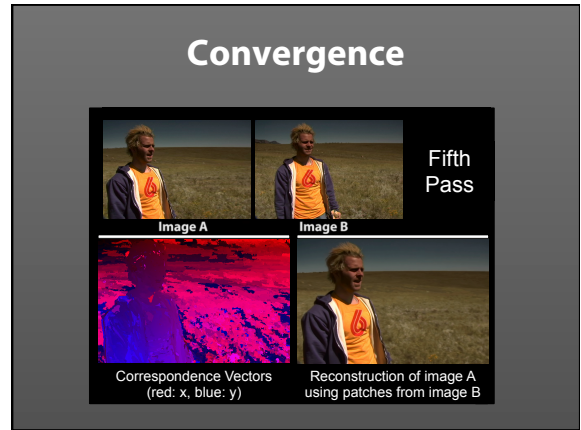 Convergence
Fifth
Pass
Image A
Image B
Correspondence Vectors
(red: x, blue: y)
Reconstruction of image A
using patches from image B